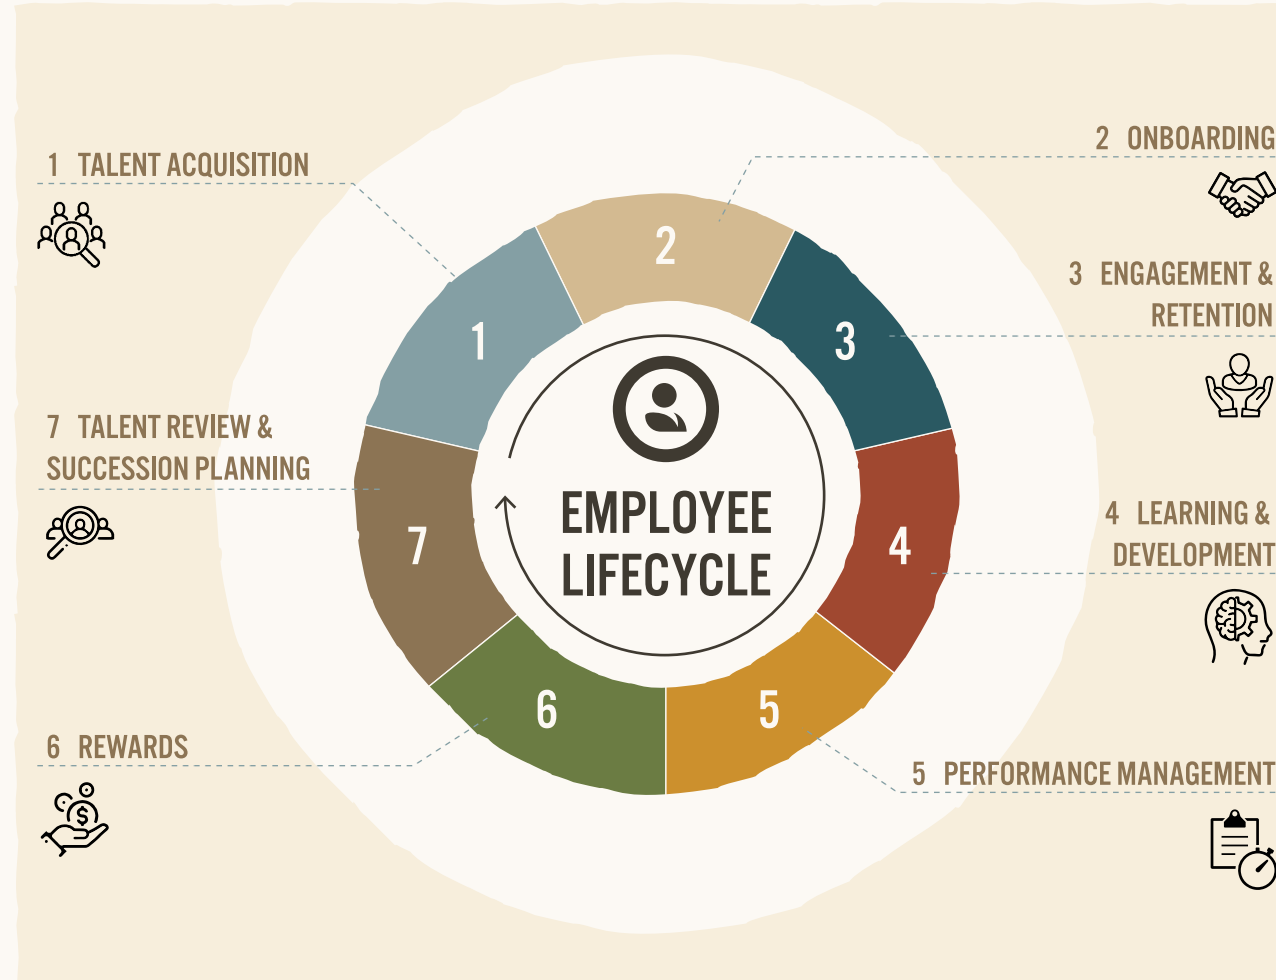 1 TALENT ACQUISITION
2 ONBOARDING
3 ENGAGEMENT &
RETENTION
4 LEARNING &
DEVELOPMENT
5 PERFORMANCE MANAGEMENT
6 REWARDS
$
7 TALENT REVIEW &
SUCCESSION PLANNING
1
2
3
4
5
6
7
EMPLOYEE
LIFECYCLE